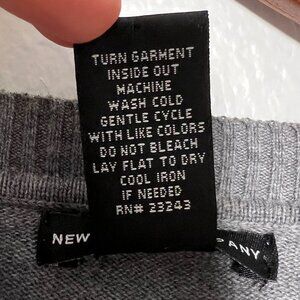 TURN GARMENT
INSIDE OUT
MACHINE
WASH COLD
GENTLE CYCLE
WITH LIKE COLORS
DO NOT BLEACH
LAY FLAT TO DRY
COOL IRON
IF NEEDED
RN# 23243
NEW